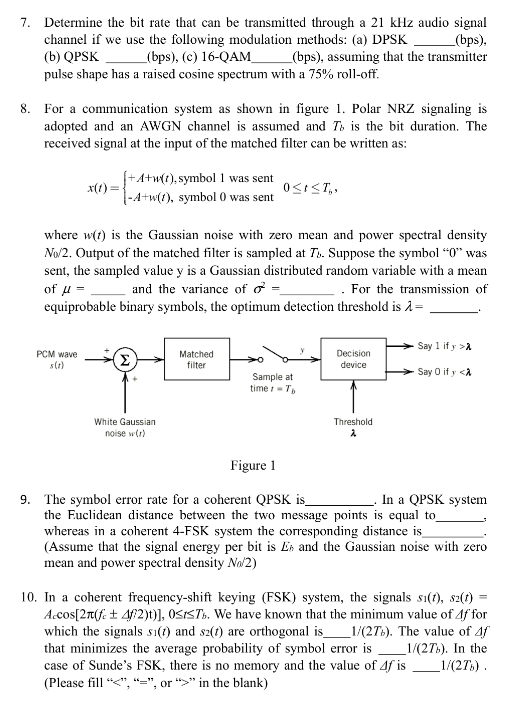 7. Determine the bit rate that can be transmitted through a 21 kHz audio signal
channel if we use the following modulation methods: (a) DPSK ______(bps),
(b) QPSK ______(bps), (c) 16-QAM______(bps), assuming that the transmitter
pulse shape has a raised cosine spectrum with a 75% roll-off.
8. For a communication system as shown in figure 1. Polar NRZ signaling is
adopted and an AWGN channel is assumed and Tb is the bit duration. The
received signal at the input of the matched filter can be written as:
x(t) = { +A+w(t), symbol 1 was sent
-A+w(t), symbol 0 was sent 0 ≤ t ≤ Tb,
where w(t) is the Gaussian noise with zero mean and power spectral density
N0/2. Output of the matched filter is sampled at Tb. Suppose the symbol “0” was
sent, the sampled value y is a Gaussian distributed random variable with a mean
of μ = _____ and the variance of σ² =________ . For the transmission of
equiprobable binary symbols, the optimum detection threshold is λ = _______.
PCM wave
s(t)
+
Σ
+
White Gaussian
noise w(t)
Matched
filter
y
Sample at
time t = Tb
Decision
device
Threshold
λ
Say 1 if y >λ
Say 0 if y <λ
Figure 1
9. The symbol error rate for a coherent QPSK is__________. In a QPSK system
the Euclidean distance between the two message points is equal to_______,
whereas in a coherent 4-FSK system the corresponding distance is_________.
(Assume that the signal energy per bit is Eb and the Gaussian noise with zero
mean and power spectral density N0/2)
10. In a coherent frequency-shift keying (FSK) system, the signals s1(t), s2(t) =
Accos[2π(fc ± Δf/2)t)], 0≤t≤Tb. We have known that the minimum value of Δf for
which the signals s1(t) and s2(t) are orthogonal is____1/(2Tb). The value of Δf
that minimizes the average probability of symbol error is ____1/(2Tb). In the
case of Sunde’s FSK, there is no memory and the value of Δf is ____1/(2Tb) .
(Please fill “<”, “=”, or “>” in the blank)